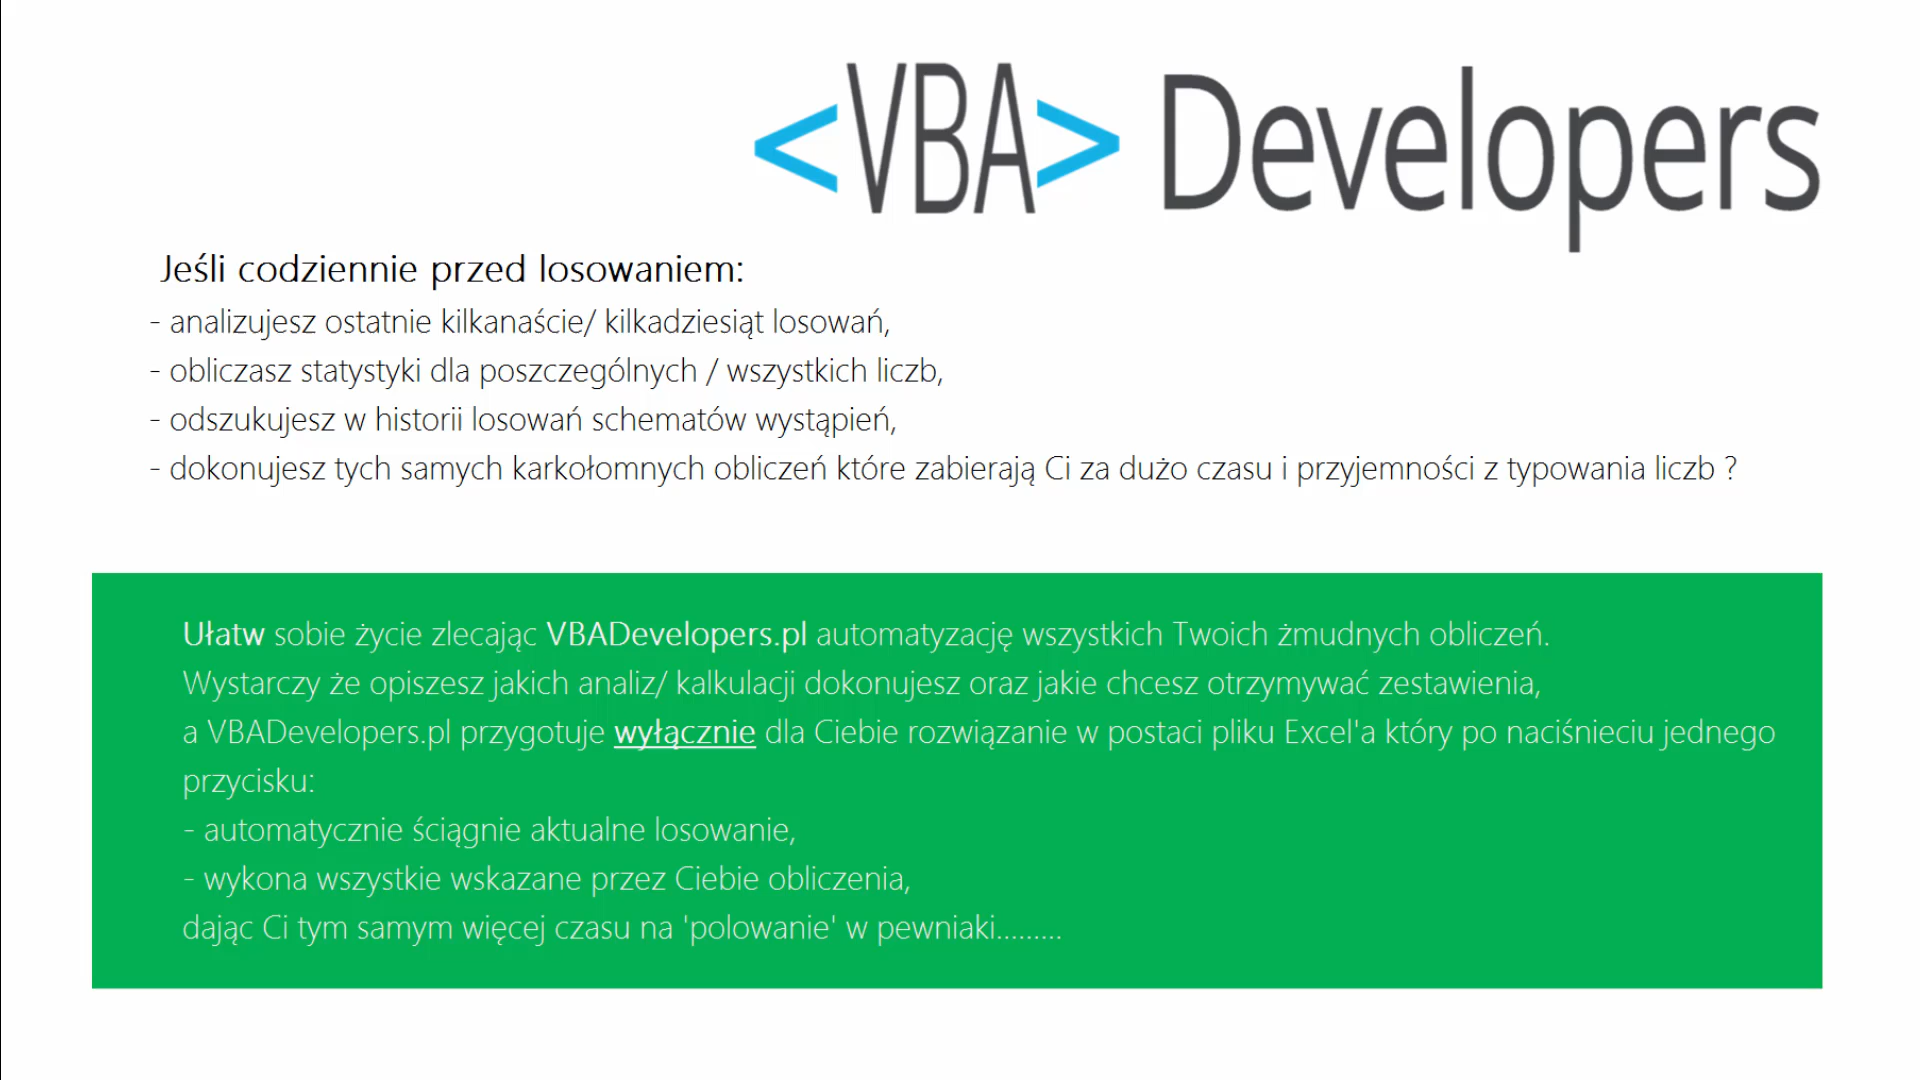 <VBA> Developers
Jeśli codziennie przed losowaniem:
- analizujesz ostatnie kilkanaście/ kilkadziesiąt losowań,
- obliczasz statystyki dla poszczególnych / wszystkich liczb,
- odszukujesz w historii losowań schematów wystąpień,
- dokonujesz tych samych karkołomnych obliczeń które zabierają Ci za dużo czasu i przyjemności z typowania liczb ?
Ułatw sobie życie zlecając VBADevelopers.pl automatyzację wszystkich Twoich żmudnych obliczeń.
Wystarczy że opiszesz jakich analiz/ kalkulacji dokonujesz oraz jakie chcesz otrzymywać zestawienia,
a VBADevelopers.pl przygotuje wyłącznie dla Ciebie rozwiązanie w postaci pliku Excel'a który po naciśnieciu jednego
przycisku:
- automatycznie ściągnie aktualne losowanie,
- wykona wszystkie wskazane przez Ciebie obliczenia,
dając Ci tym samym więcej czasu na 'polowanie' w pewniaki.........